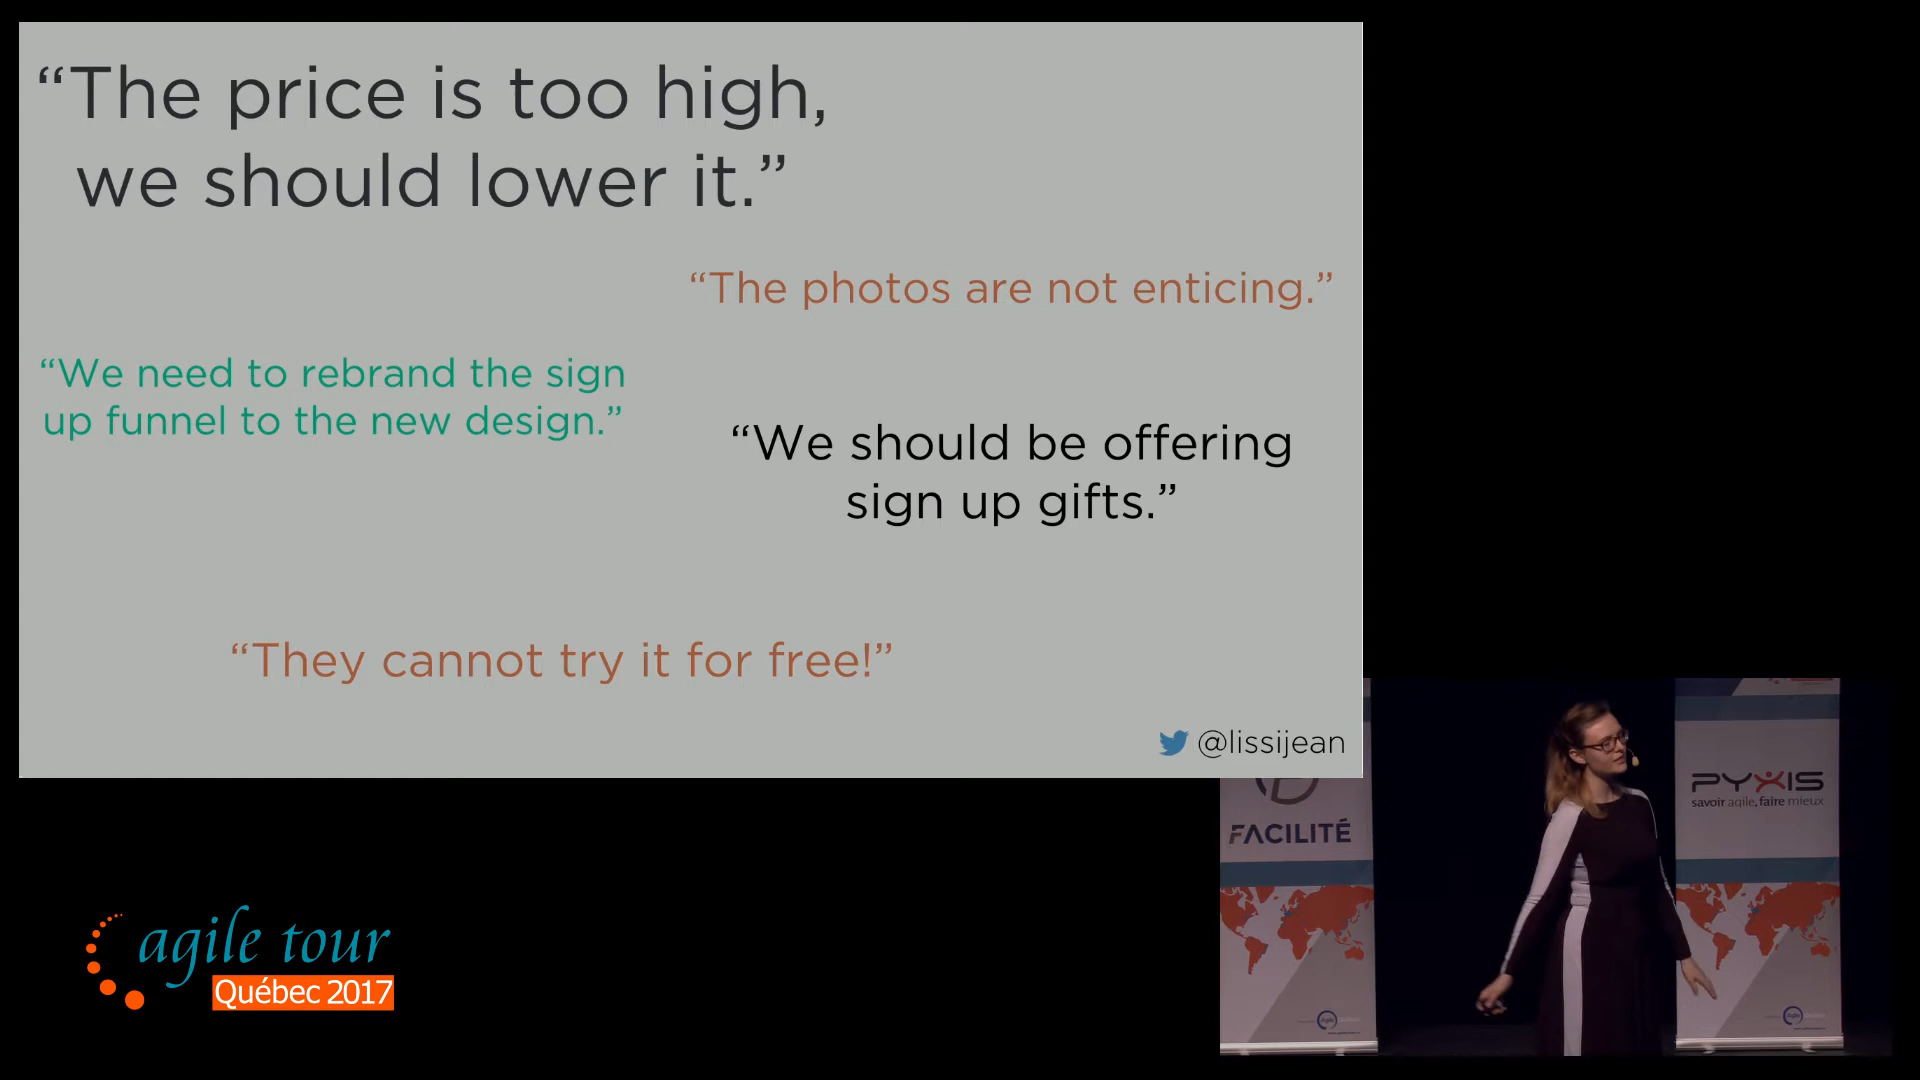 “The price is too high,
we should lower it.”
“The photos are not enticing.”
“We need to rebrand the sign
up funnel to the new design.”
“We should be offering
sign up gifts.”
“They cannot try it for free!”
@lissijean
FACILITÉ
PYXIS
savoir agile, faire mieux
agile tour
Québec 2017